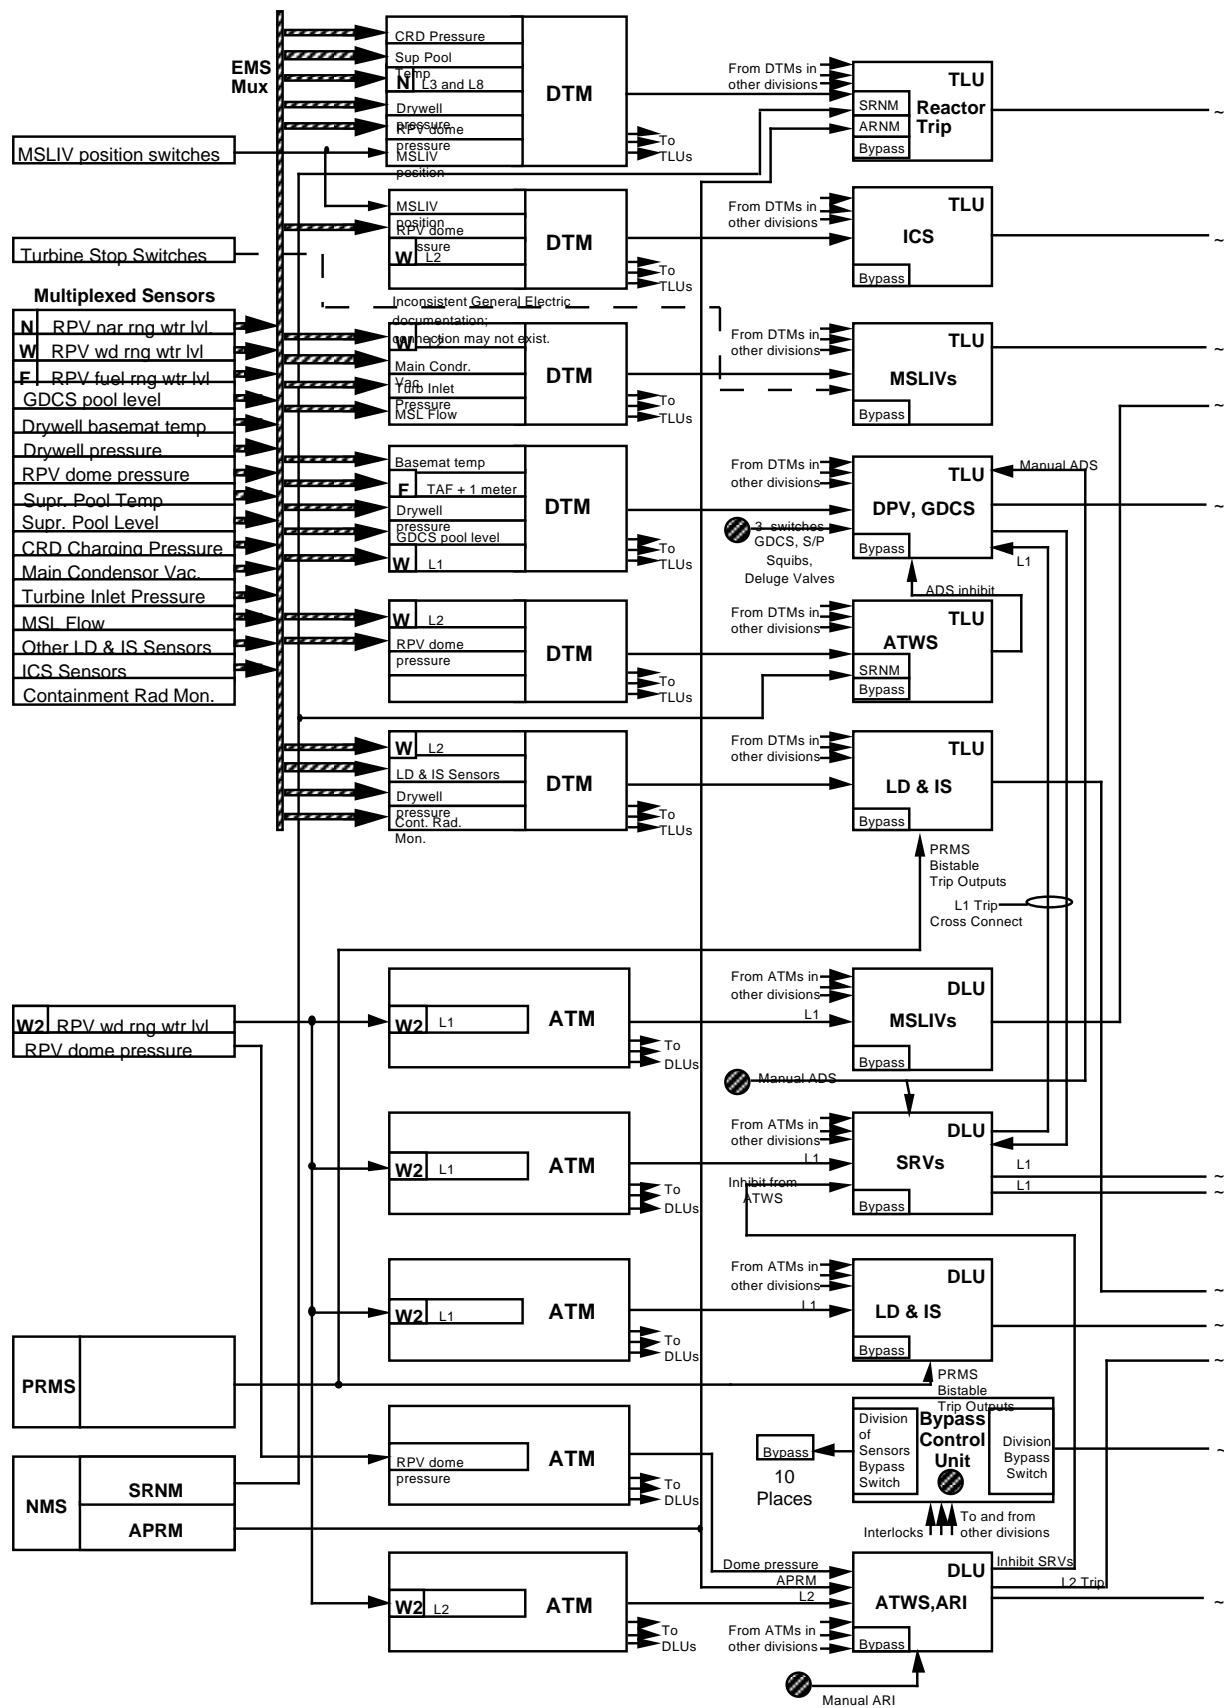 EMS
Mux
CRD Pressure
Sup Pool
Temp
N L3 and L8
Drywell
pressure
RPV dome
pressure
MSLIV
position
DTM
To
TLUs
From DTMs in
other divisions
TLU
Reactor
Trip
SRNM
ARNM
Bypass
~
MSLIV position switches
MSLIV
position
RPV dome
ssure
W L2
DTM
To
TLUs
From DTMs in
other divisions
TLU
ICS
Bypass
~
Turbine Stop Switches
Inconsistent General Electric
documentation;
connection may not exist.
Multiplexed Sensors
N RPV nar rng wtr lvl.
W RPV wd rng wtr lvl
F RPV fuel rng wtr lvl
GDCS pool level
Drywell basemat temp
Drywell pressure
RPV dome pressure
Supr. Pool Temp
Supr. Pool Level
CRD Charging Pressure
Main Condensor Vac.
Turbine Inlet Pressure
MSL Flow
Other LD & IS Sensors
ICS Sensors
Containment Rad Mon.
W L2
Main Condr.
Vac
Turb Inlet
Pressure
MSL Flow
DTM
To
TLUs
From DTMs in
other divisions
TLU
MSLIVs
Bypass
~
~
Basemat temp
F TAF + 1 meter
Drywell
pressure
GDCS pool level
W L1
DTM
To
TLUs
From DTMs in
other divisions
3 switches
GDCS, S/P
Squibs,
Deluge Valves
TLU
DPV, GDCS
Bypass
Manual ADS
L1
~
ADS inhibit
W L2
RPV dome
pressure
DTM
To
TLUs
From DTMs in
other divisions
TLU
ATWS
SRNM
Bypass
W L2
LD & IS Sensors
Drywell
pressure
Cont. Rad.
Mon.
DTM
To
TLUs
From DTMs in
other divisions
TLU
LD & IS
Bypass
PRMS
Bistable
Trip Outputs
L1 Trip
Cross Connect
W2 RPV wd rng wtr lvl
RPV dome pressure
W2 L1
ATM
To
DLUs
From ATMs in
other divisions
L1
DLU
MSLIVs
Bypass
Manual ADS
W2 L1
ATM
To
DLUs
From ATMs in
other divisions
L1
Inhibit from
ATWS
DLU
SRVs
Bypass
L1
L1
~
~
W2 L1
ATM
To
DLUs
From ATMs in
other divisions
L1
DLU
LD & IS
Bypass
~
~
~
PRMS
Bistable
Trip Outputs
PRMS
NMS
SRNM
APRM
RPV dome
pressure
ATM
To
DLUs
Bypass
10
Places
Division
of
Sensors
Bypass
Switch
Bypass
Control
Unit
Division
Bypass
Switch
~
Interlocks
To and from
other divisions
W2 L2
ATM
To
DLUs
Dome pressure
APRM
L2
From ATMs in
other divisions
DLU
ATWS,ARI
Bypass
Inhibit SRVs
L2 Trip
~
Manual ARI